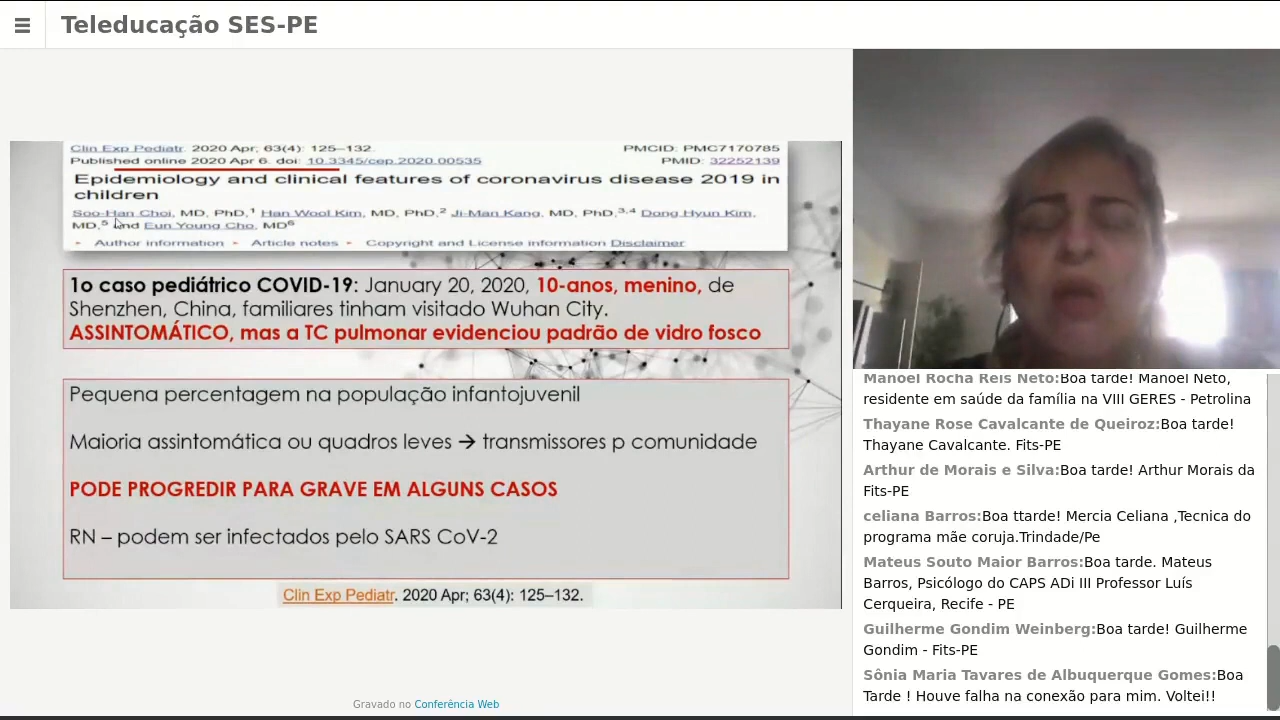 Teleducação SES-PE
Clin Exp Pediatr. 2020 Apr; 63(4): 125–132.
PMCID: PMC7170785
Published online 2020 Apr 6. doi: 10.3345/cep.2020.00535
PMID: 32252139
Epidemiology and clinical features of coronavirus disease 2019 in
children
Soo-Han Choi, MD, PhD,1 Han Wool Kim, MD, PhD,2 Ji-Man Kang, MD, PhD,3,4 Dong Hyun Kim,
MD,5 and Eun Young Cho, MD6
Author information Article notes Copyright and License information Disclaimer
1o caso pediátrico COVID-19: January 20, 2020, 10-anos, menino, de
Shenzhen, China, familiares tinham visitado Wuhan City.
ASSINTOMÁTICO, mas a TC pulmonar evidenciou padrão de vidro fosco
Pequena percentagem na população infantojuvenil
Maioria assintomática ou quadros leves → transmissores p comunidade
PODE PROGREDIR PARA GRAVE EM ALGUNS CASOS
RN – podem ser infectados pelo SARS CoV-2
Clin Exp Pediatr. 2020 Apr; 63(4): 125–132.
Gravado no Conferência Web
Manoel Rocha Reis Neto:Boa tarde! Manoel Neto,
residente em saúde da família na VIII GERES - Petrolina
Thayane Rose Cavalcante de Queiroz:Boa tarde!
Thayane Cavalcante. Fits-PE
Arthur de Morais e Silva:Boa tarde! Arthur Morais da
Fits-PE
celiana Barros:Boa ttarde! Mercia Celiana ,Tecnica do
programa mãe coruja.Trindade/Pe
Mateus Souto Maior Barros:Boa tarde. Mateus
Barros, Psicólogo do CAPS ADi III Professor Luís
Cerqueira, Recife - PE
Guilherme Gondim Weinberg:Boa tarde! Guilherme
Gondim - Fits-PE
Sônia Maria Tavares de Albuquerque Gomes:Boa
Tarde ! Houve falha na conexão para mim. Voltei!!